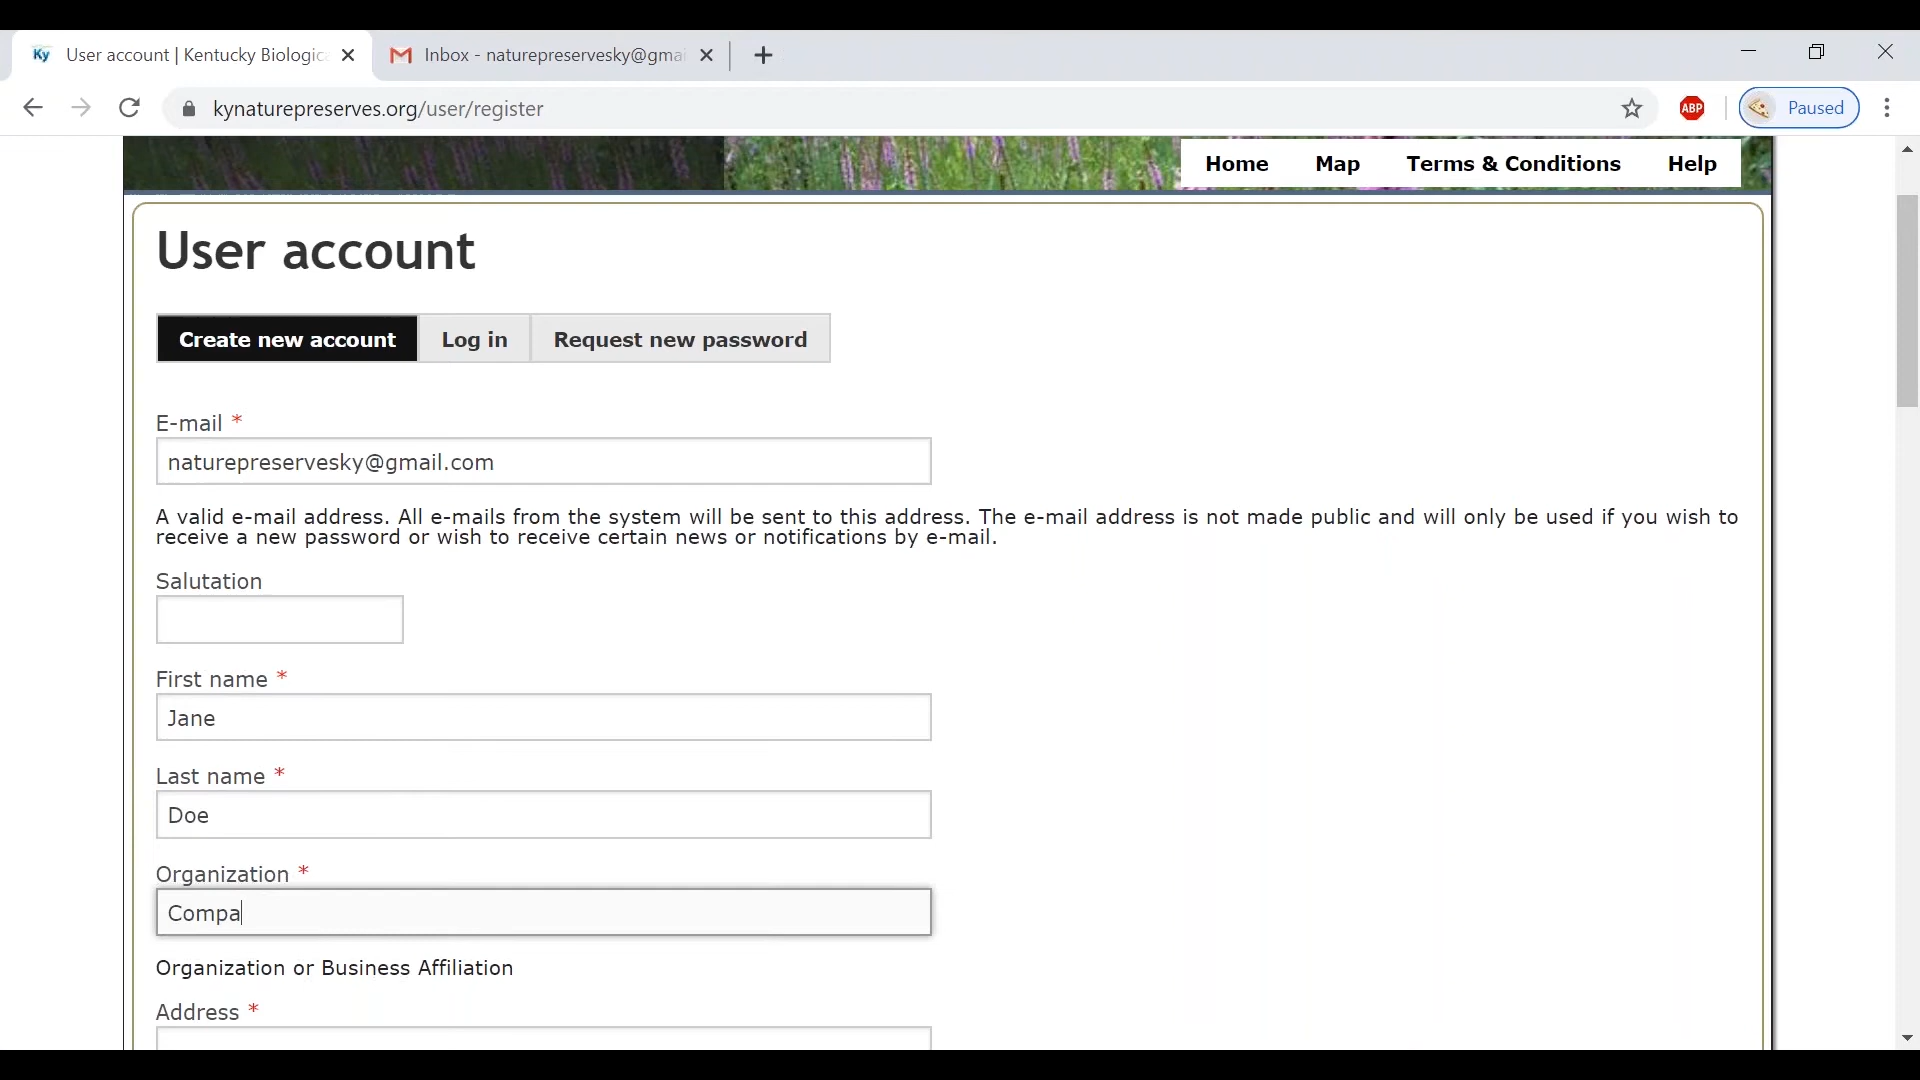 User account | Kentucky Biologic
Inbox - naturepreservesky@gmai
kynaturepreserves.org/user/register
ABP
Paused
Home Map Terms & Conditions Help
User account
Create new account Log in Request new password
E-mail *
naturepreservesky@gmail.com
A valid e-mail address. All e-mails from the system will be sent to this address. The e-mail address is not made public and will only be used if you wish to
receive a new password or wish to receive certain news or notifications by e-mail.
Salutation
First name *
Jane
Last name *
Doe
Organization *
Compa
Organization or Business Affiliation
Address *